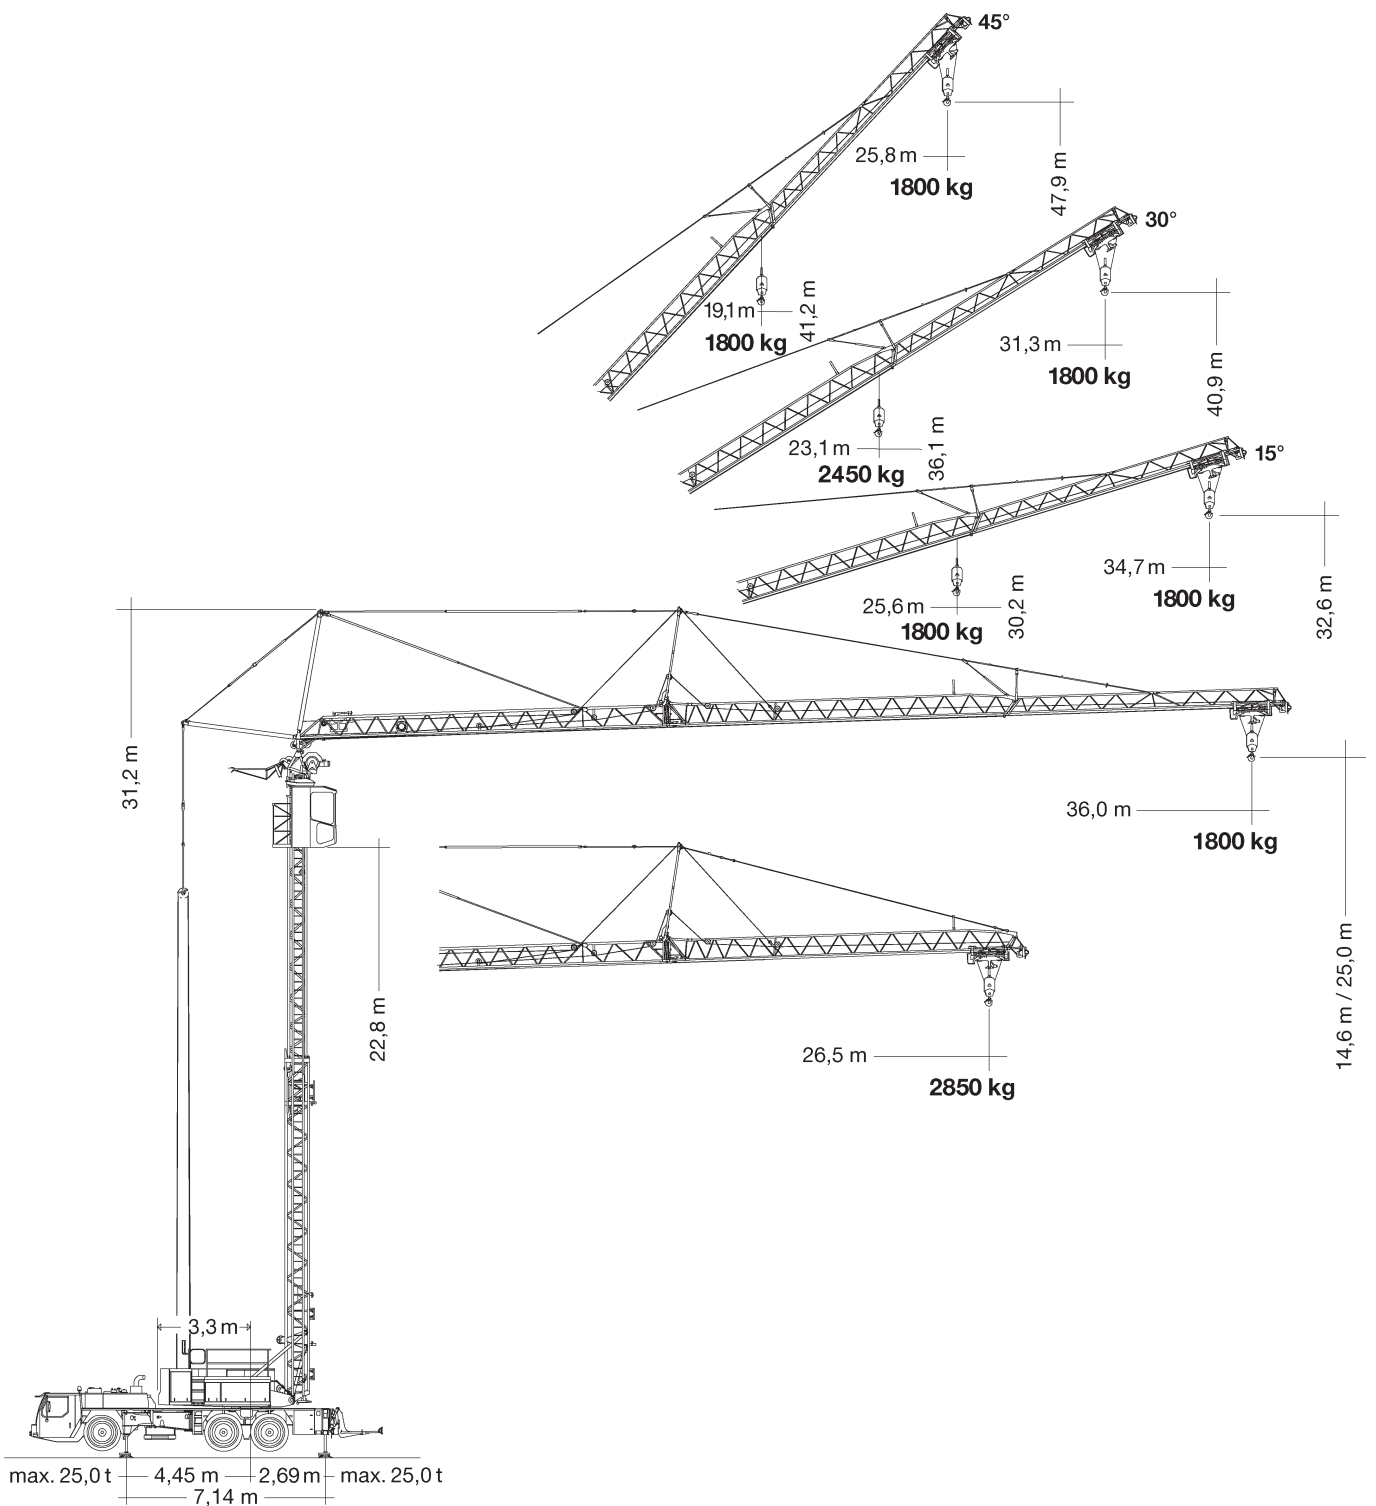 45°
25,8 m
1800 kg
47,9 m
30°
19,1 m
41,2 m
1800 kg
31,3 m
1800 kg
40,9 m
23,1 m
36,1 m
2450 kg
15°
34,7 m
1800 kg
32,6 m
25,6 m
30,2 m
1800 kg
31,2 m
36,0 m
1800 kg
14,6 m / 25,0 m
22,8 m
26,5 m
2850 kg
3,3 m
max. 25,0 t 4,45 m 2,69 m max. 25,0 t
7,14 m